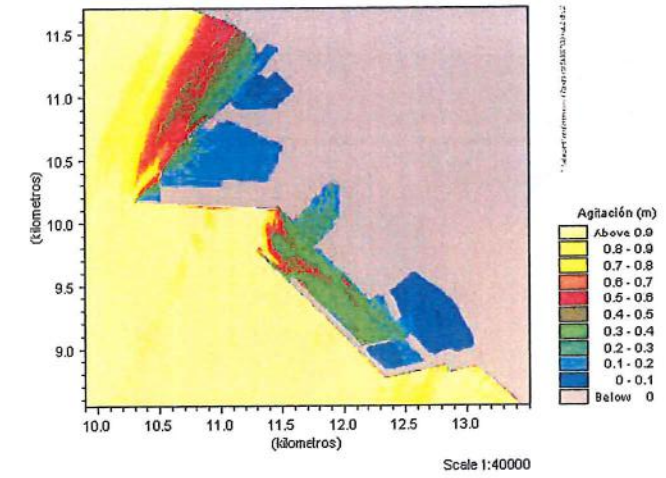 11.5
11.0
10.5
10.0
9.5
9.0
(kilometros)
10.0 10.5 11.0 11.5 12.0 12.5 13.0
(kilometros)
Scale 1:40000
Agitación (m)
Above 0.9
0.8 - 0.9
0.7 - 0.8
0.6 - 0.7
0.5 - 0.6
0.4 - 0.5
0.3 - 0.4
0.2 - 0.3
0.1 - 0.2
0 - 0.1
Below 0